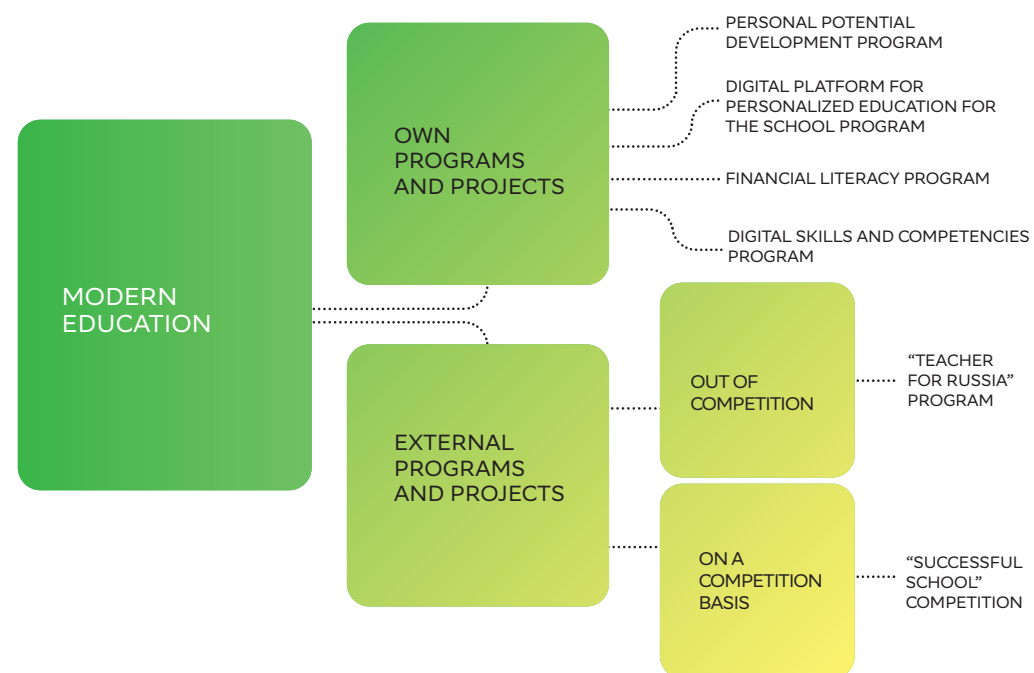 MODERN
EDUCATION
OWN
PROGRAMS
AND PROJECTS
PERSONAL POTENTIAL
DEVELOPMENT PROGRAM
DIGITAL PLATFORM FOR
PERSONALIZED EDUCATION FOR
THE SCHOOL PROGRAM
FINANCIAL LITERACY PROGRAM
DIGITAL SKILLS AND COMPETENCIES
PROGRAM
EXTERNAL
PROGRAMS
AND PROJECTS
OUT OF
COMPETITION
“TEACHER
FOR RUSSIA”
PROGRAM
ON A
COMPETITION
BASIS
“SUCCESSFUL
SCHOOL”
COMPETITION